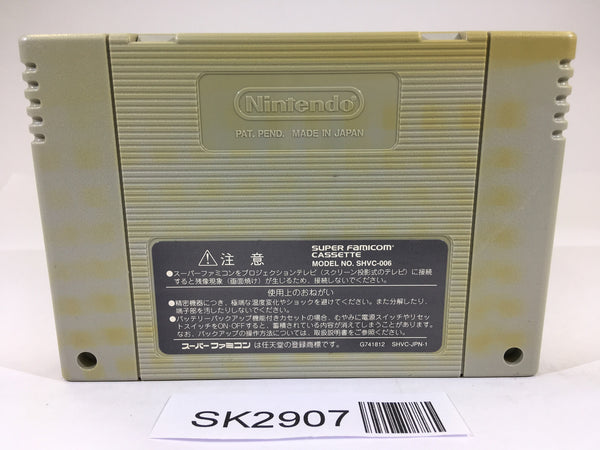 Nintendo
PAT. PEND. MADE IN JAPAN
⚠注意
SUPER FAMICOM
CASSETTE
MODEL NO. SHVC-006
●スーパーファミコンをプロジェクションテレビ(スクリーン投影式のテレビ)に接続
すると残像現象(画面焼け)が生じるため、接続しないでください。
使用上のおねがい
●精密機器につき、極端な温度変化やショックを避けてください。また分解したり、
端子部を汚したりしないでください。
●バッテリーバックアップ機能付きカセットの場合、むやみに電源スイッチやリセ
ットスイッチをON・OFFすると、蓄積されている内容が消えてしまうことがあります。
なお、バックアップの操作方法については、取扱説明書をご参照ください。
スーパーファミコン は任天堂の登録商標です。 G741812 SHVC-JPN-1
SK2907